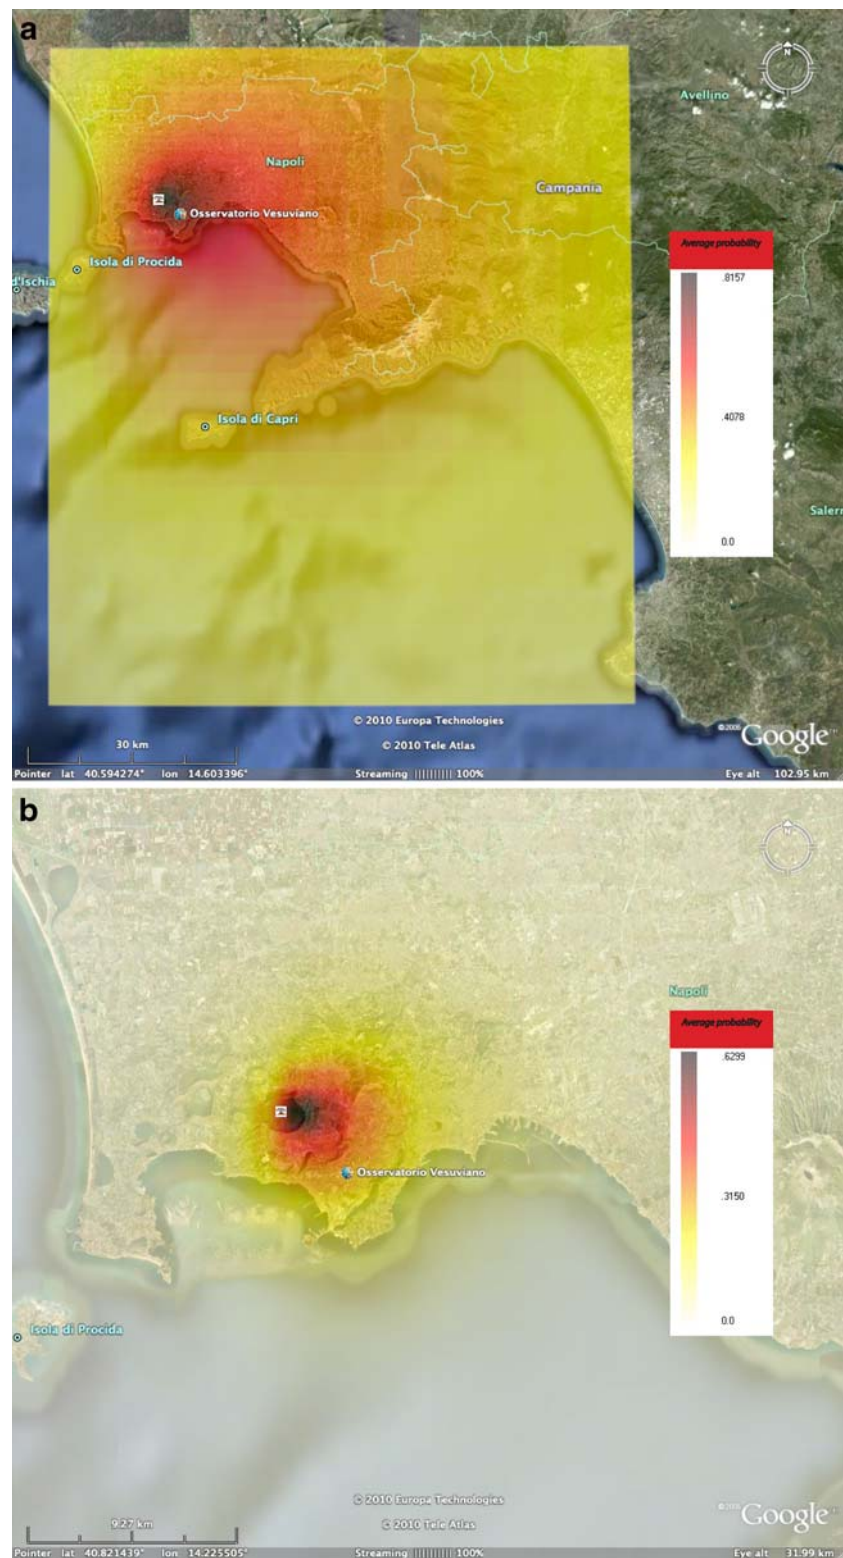 a
N
Avellino
Napoli
Campania
Osservatorio Vesuviano
Average probability
Isola di Procida
d'Ischia
.8157
.4078
Isola di Capri
Salern
0.0
© 2010 Europa Technologies
© 2006 Google™
30 km
© 2010 Tele Atlas
Pointer lat 40.594274° lon 14.603396° Streaming 100% Eye alt 102.95 km
b
N
Napoli
Average probability
.6299
Osservatorio Vesuviano
.3150
0.0
Isola di Procida
© 2010 Europa Technologies
© 2006 Google™
9.27 km
© 2010 Tele Atlas
Pointer lat 40.821439° lon 14.225505° Streaming 100% Eye alt 31.99 km